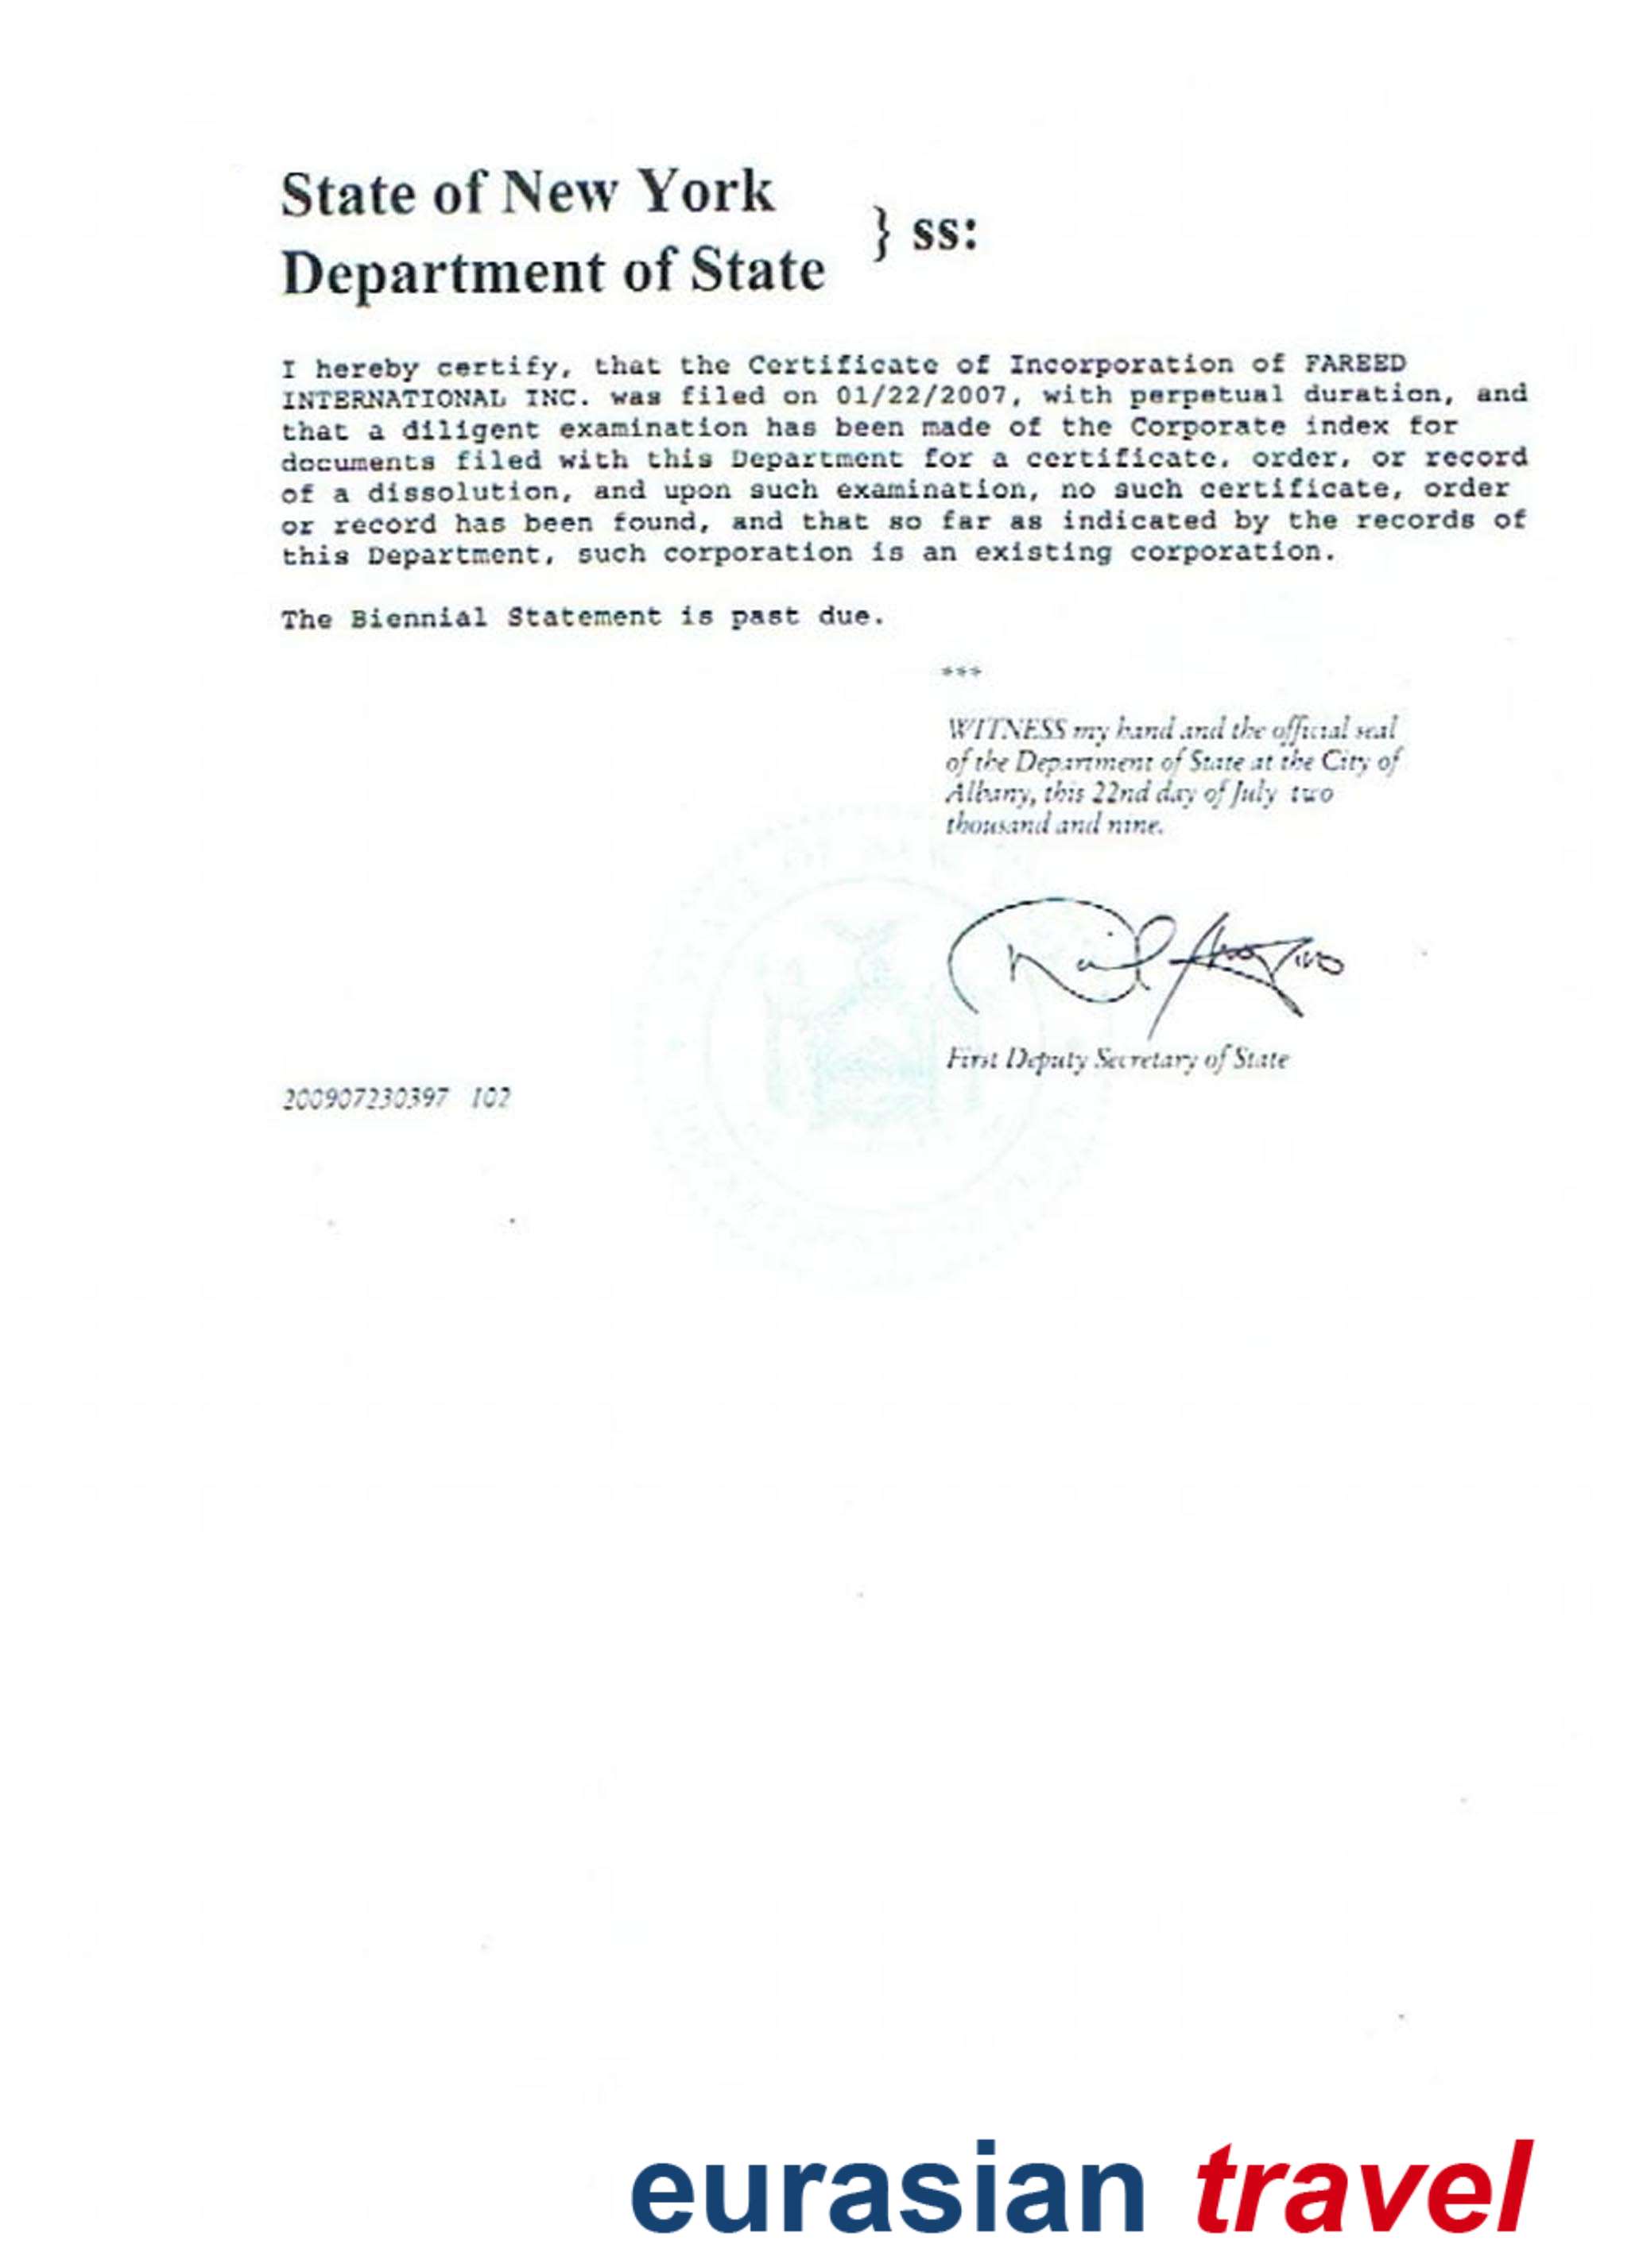 State of New York
Department of State } ss:
I hereby certify, that the Certificate of Incorporation of FAREED
INTERNATIONAL INC. was filed on 01/22/2007, with perpetual duration, and
that a diligent examination has been made of the Corporate index for
documents filed with this Department for a certificate, order, or record
of a dissolution, and upon such examination, no such certificate, order
or record has been found, and that so far as indicated by the records of
this Department, such corporation is an existing corporation.
The Biennial Statement is past due.
***
WITNESS my hand and the official seal
of the Department of State at the City of
Albany, this 22nd day of July two
thousand and nine.
First Deputy Secretary of State
200907230397 102
eurasian travel